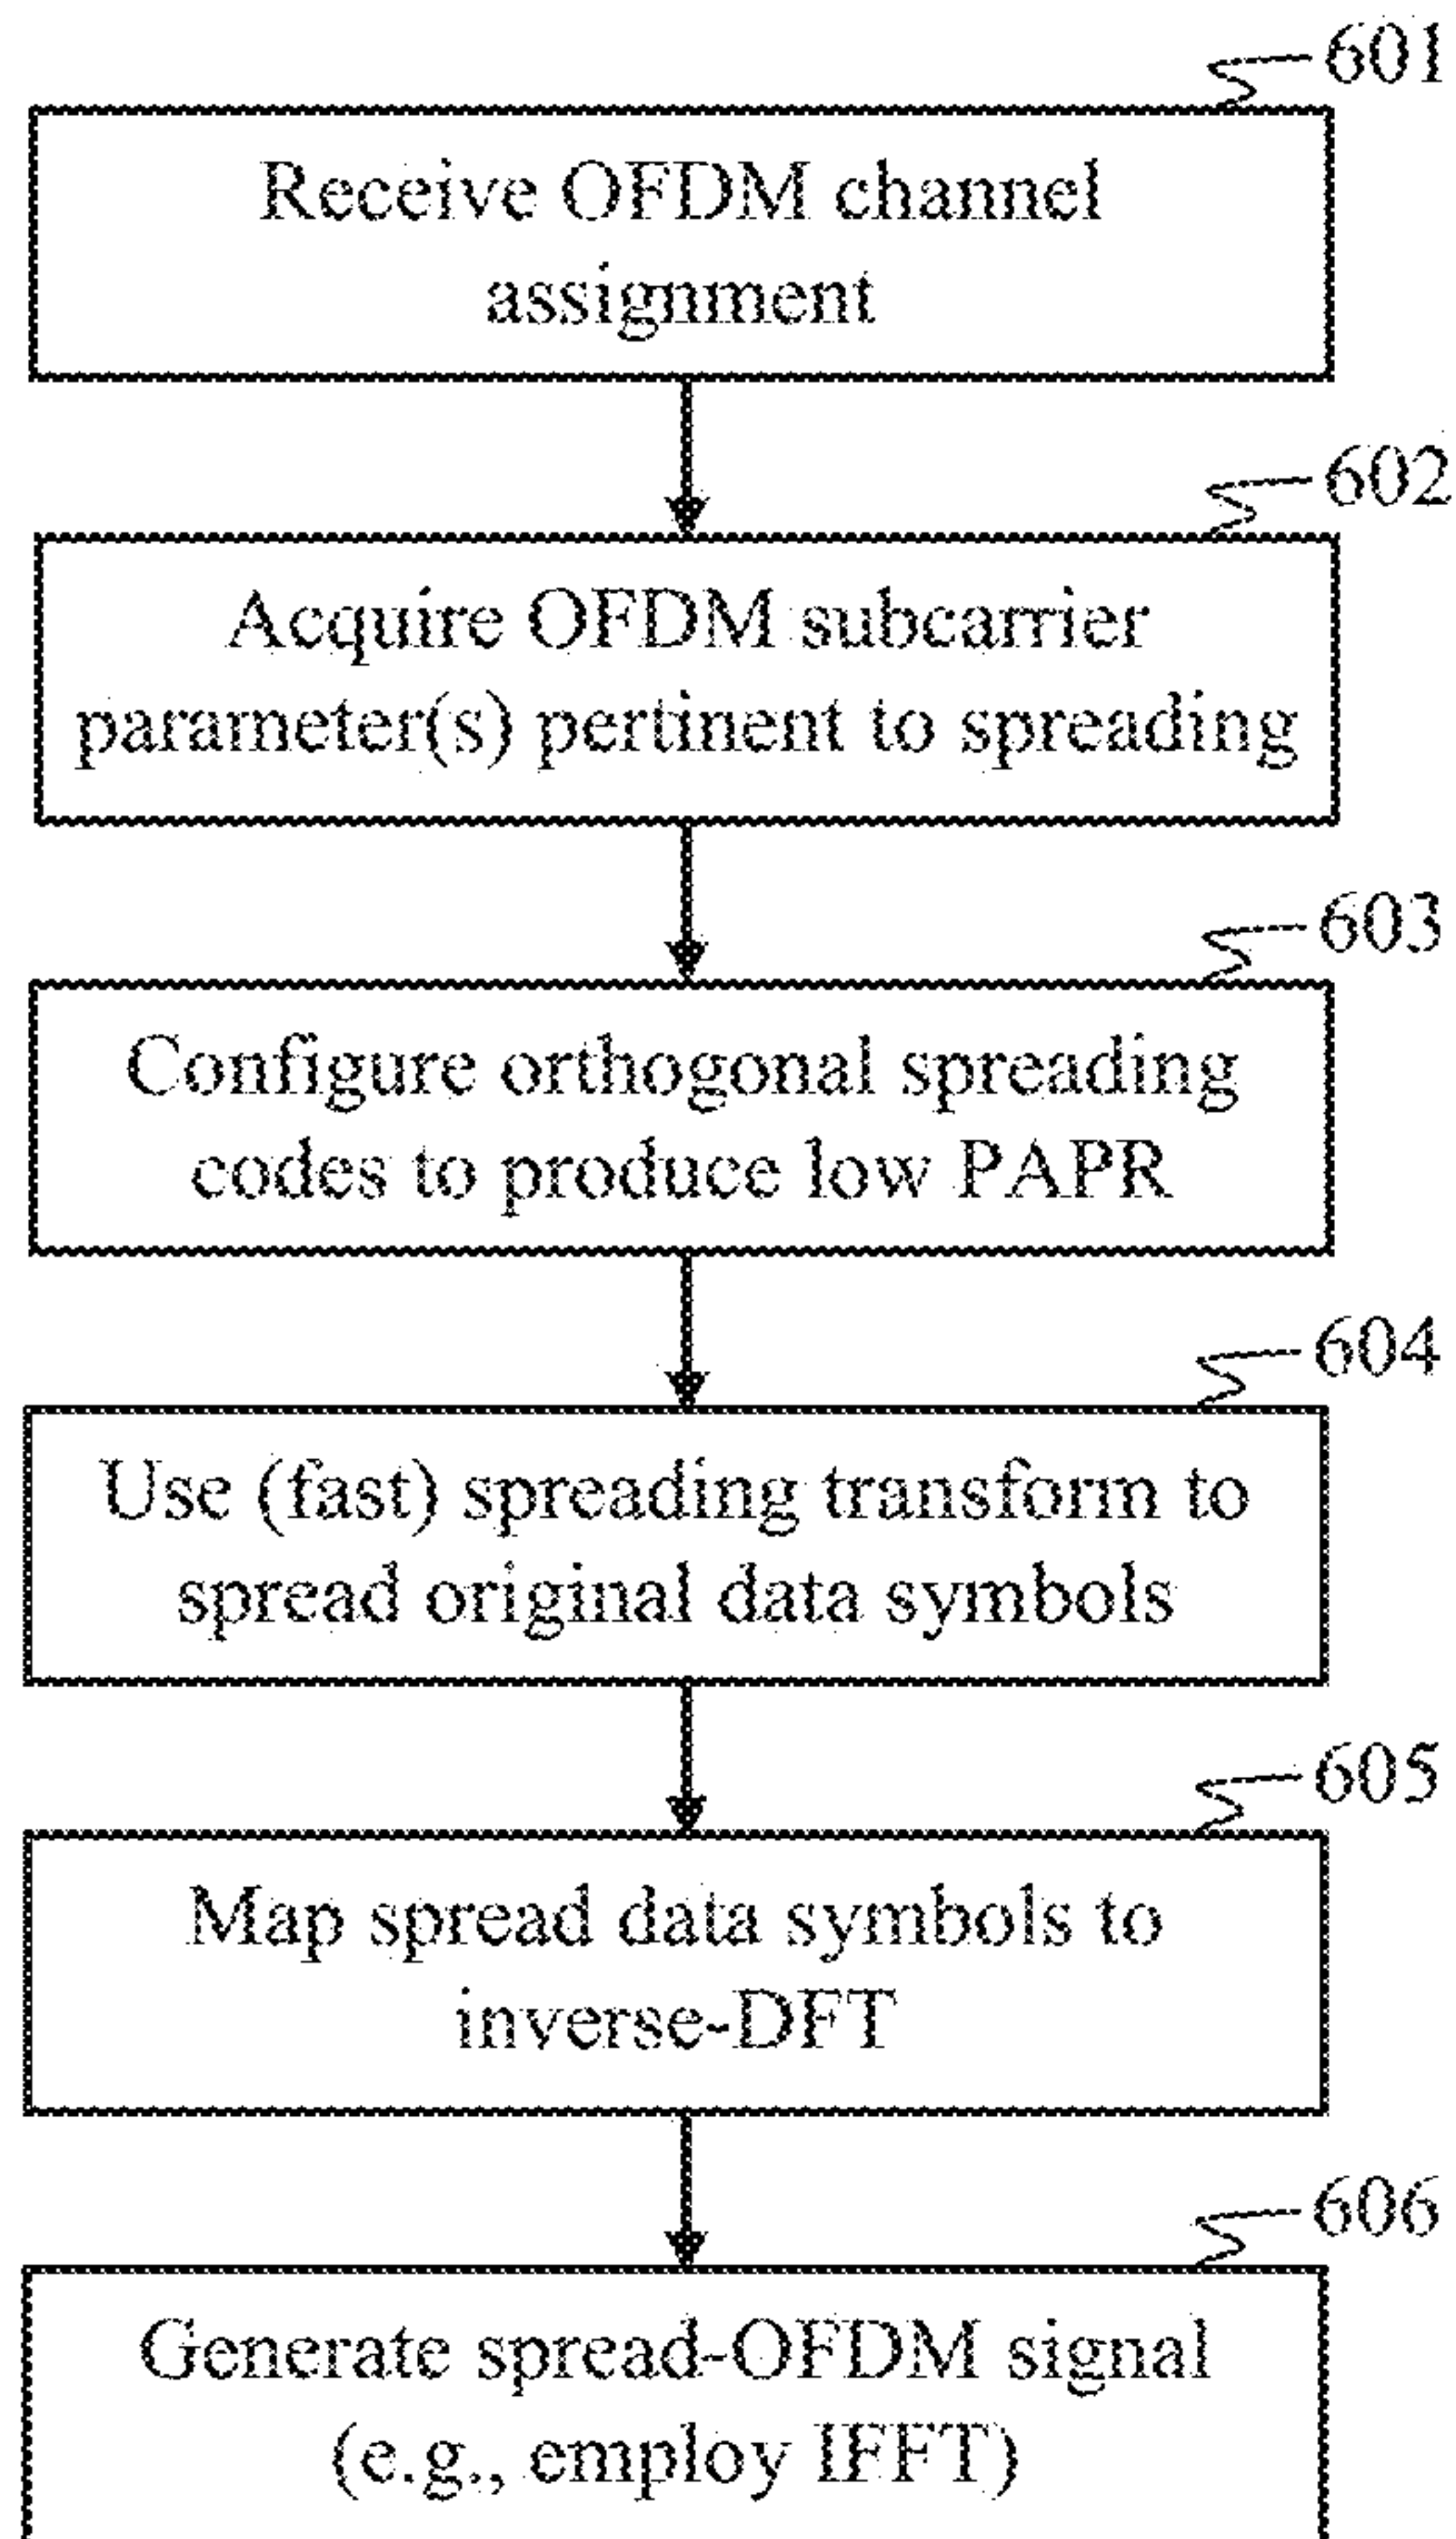 601
Receive OFDM channel
assignment
602
Acquire OFDM subcarrier
parameter(s) pertinent to spreading
603
Configure orthogonal spreading
codes to produce low PAPR
604
Use (fast) spreading transform to
spread original data symbols
605
Map spread data symbols to
inverse-DFT
606
Generate spread-OFDM signal
(e.g., employ IFFT)